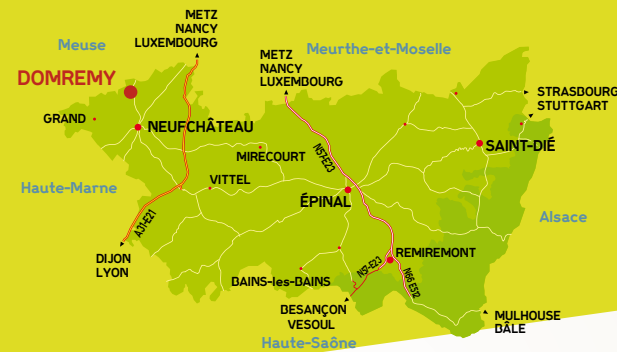 METZ
NANCY
LUXEMBOURG
Meuse
METZ
NANCY
LUXEMBOURG
Meurthe-et-Moselle
DOMREMY
STRASBOURG
STUTTGART
GRAND
NEUFCHÂTEAU
N57-E23
SAINT-DIÉ
MIRECOURT
Haute-Marne
VITTEL
ÉPINAL
A31-E21
Alsace
DIJON
LYON
REMIREMONT
N57-E23
N66 E512
BAINS-les-BAINS
BESANÇON
VESOUL
MULHOUSE
BÂLE
Haute-Saône